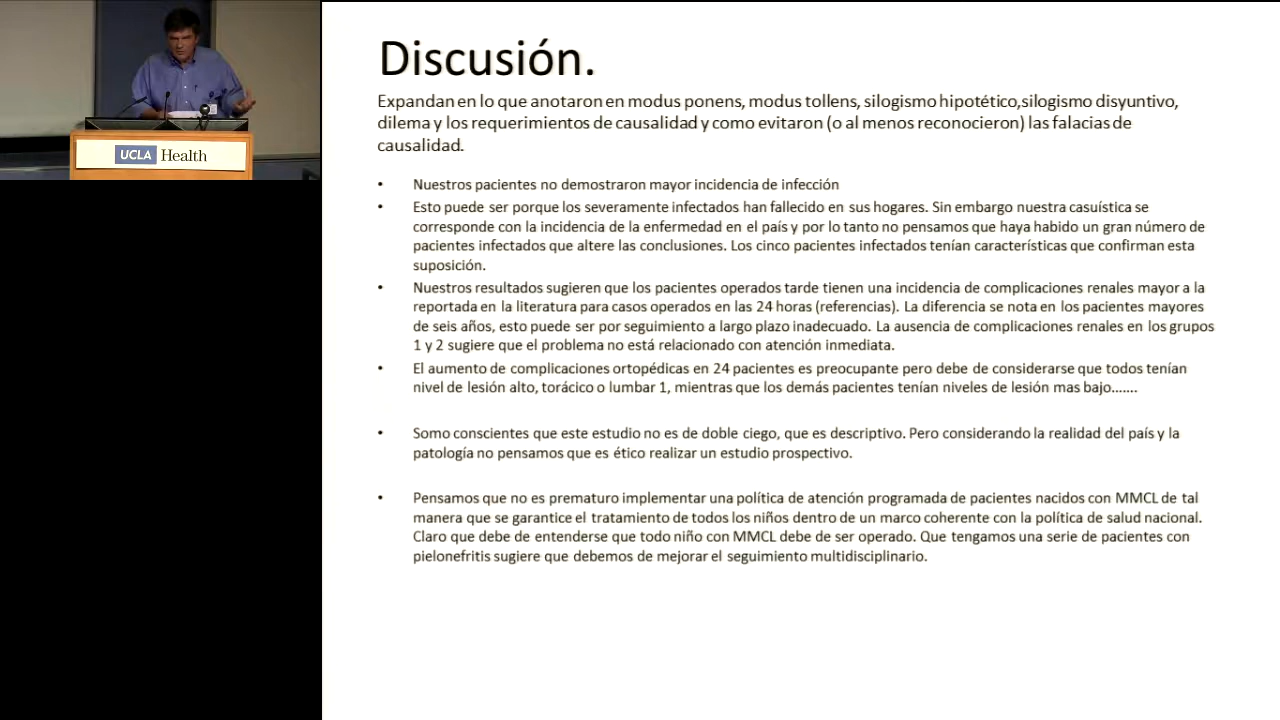 UCLA Health
Discusión.
Expandan en lo que anotaron en modus ponens, modus tollens, silogismo hipotético,silogismo disyuntivo,
dilema y los requerimientos de causalidad y como evitaron (o al menos reconocieron) las falacias de
causalidad.
• Nuestros pacientes no demostraron mayor incidencia de infección
• Esto puede ser porque los severamente infectados han fallecido en sus hogares. Sin embargo nuestra casuística se
corresponde con la incidencia de la enfermedad en el país y por lo tanto no pensamos que haya habido un gran número de
pacientes infectados que altere las conclusiones. Los cinco pacientes infectados tenían características que confirman esta
suposición.
• Nuestros resultados sugieren que los pacientes operados tarde tienen una incidencia de complicaciones renales mayor a la
reportada en la literatura para casos operados en las 24 horas (referencias). La diferencia se nota en los pacientes mayores
de seis años, esto puede ser por seguimiento a largo plazo inadecuado. La ausencia de complicaciones renales en los grupos
1 y 2 sugiere que el problema no está relacionado con atención inmediata.
• El aumento de complicaciones ortopédicas en 24 pacientes es preocupante pero debe de considerarse que todos tenían
nivel de lesión alto, torácico o lumbar 1, mientras que los demás pacientes tenían niveles de lesión mas bajo.......
• Somo conscientes que este estudio no es de doble ciego, que es descriptivo. Pero considerando la realidad del país y la
patología no pensamos que es ético realizar un estudio prospectivo.
• Pensamos que no es prematuro implementar una política de atención programada de pacientes nacidos con MMCL de tal
manera que se garantice el tratamiento de todos los niños dentro de un marco coherente con la política de salud nacional.
Claro que debe de entenderse que todo niño con MMCL debe de ser operado. Que tengamos una serie de pacientes con
pielonefritis sugiere que debemos de mejorar el seguimiento multidisciplinario.